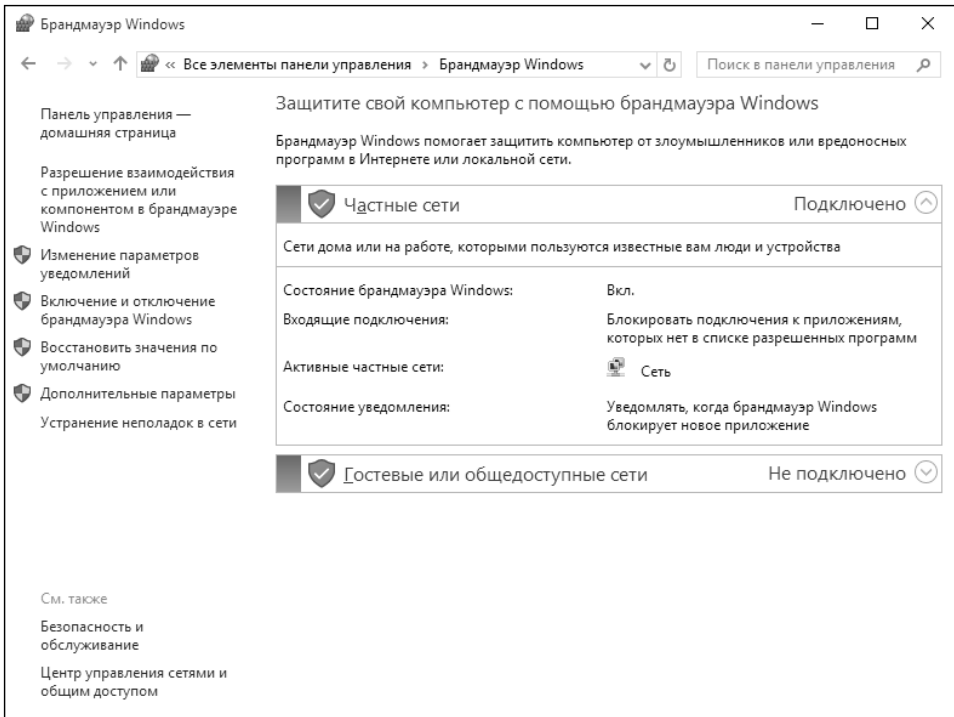 Брандмауэр Windows
« Все элементы панели управления › Брандмауэр Windows
Поиск в панели управления
Панель управления —
домашняя страница
Разрешение взаимодействия
с приложением или
компонентом в брандмауэре
Windows
Изменение параметров
уведомлений
Включение и отключение
брандмауэра Windows
Восстановить значения по
умолчанию
Дополнительные параметры
Устранение неполадок в сети
См. также
Безопасность и
обслуживание
Центр управления сетями и
общим доступом
Защитите свой компьютер с помощью брандмауэра Windows
Брандмауэр Windows помогает защитить компьютер от злоумышленников или вредоносных
программ в Интернете или локальной сети.
Частные сети Подключено
Сети дома или на работе, которыми пользуются известные вам люди и устройства
Состояние брандмауэра Windows: Вкл.
Входящие подключения: Блокировать подключения к приложениям,
которых нет в списке разрешенных программ
Активные частные сети: Сеть
Состояние уведомления: Уведомлять, когда брандмауэр Windows
блокирует новое приложение
Гостевые или общедоступные сети Не подключено